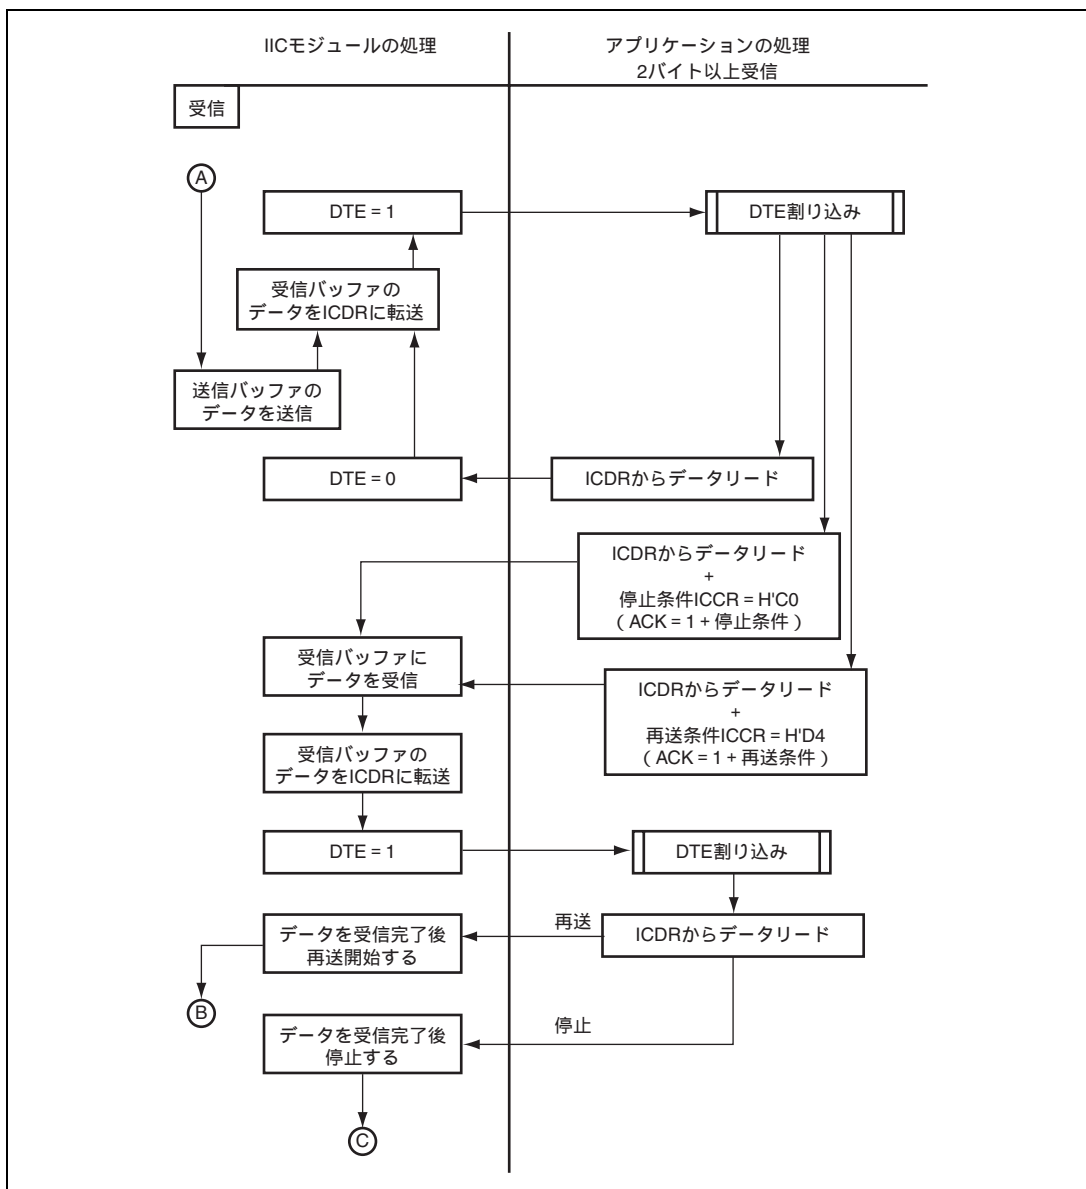 IICモジュールの処理
アプリケーションの処理
2バイト以上受信
受信
A
DTE = 1
DTE割り込み
受信バッファの
データをICDRに転送
送信バッファの
データを送信
DTE = 0
ICDRからデータリード
ICDRからデータリード
+
停止条件ICCR = H'C0
（ACK = 1 + 停止条件）
受信バッファに
データを受信
ICDRからデータリード
+
再送条件ICCR = H'D4
（ACK = 1 + 再送条件）
受信バッファの
データをICDRに転送
DTE = 1
DTE割り込み
再送
ICDRからデータリード
データを受信完了後
再送開始する
B
停止
データを受信完了後
停止する
C